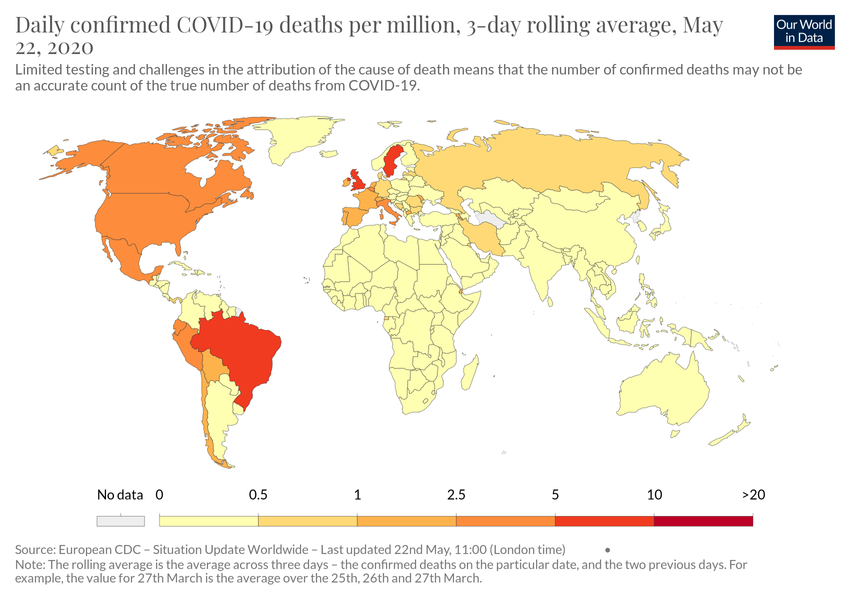 Daily confirmed COVID-19 deaths per million, 3-day rolling average, May
22, 2020
Our World
in Data
Limited testing and challenges in the attribution of the cause of death means that the number of confirmed deaths may not be
an accurate count of the true number of deaths from COVID-19.
No data 0 0.5 1 2.5 5 10 >20
Source: European CDC – Situation Update Worldwide – Last updated 22nd May, 11:00 (London time) •
Note: The rolling average is the average across three days – the confirmed deaths on the particular date, and the two previous days. For
example, the value for 27th March is the average over the 25th, 26th and 27th March.